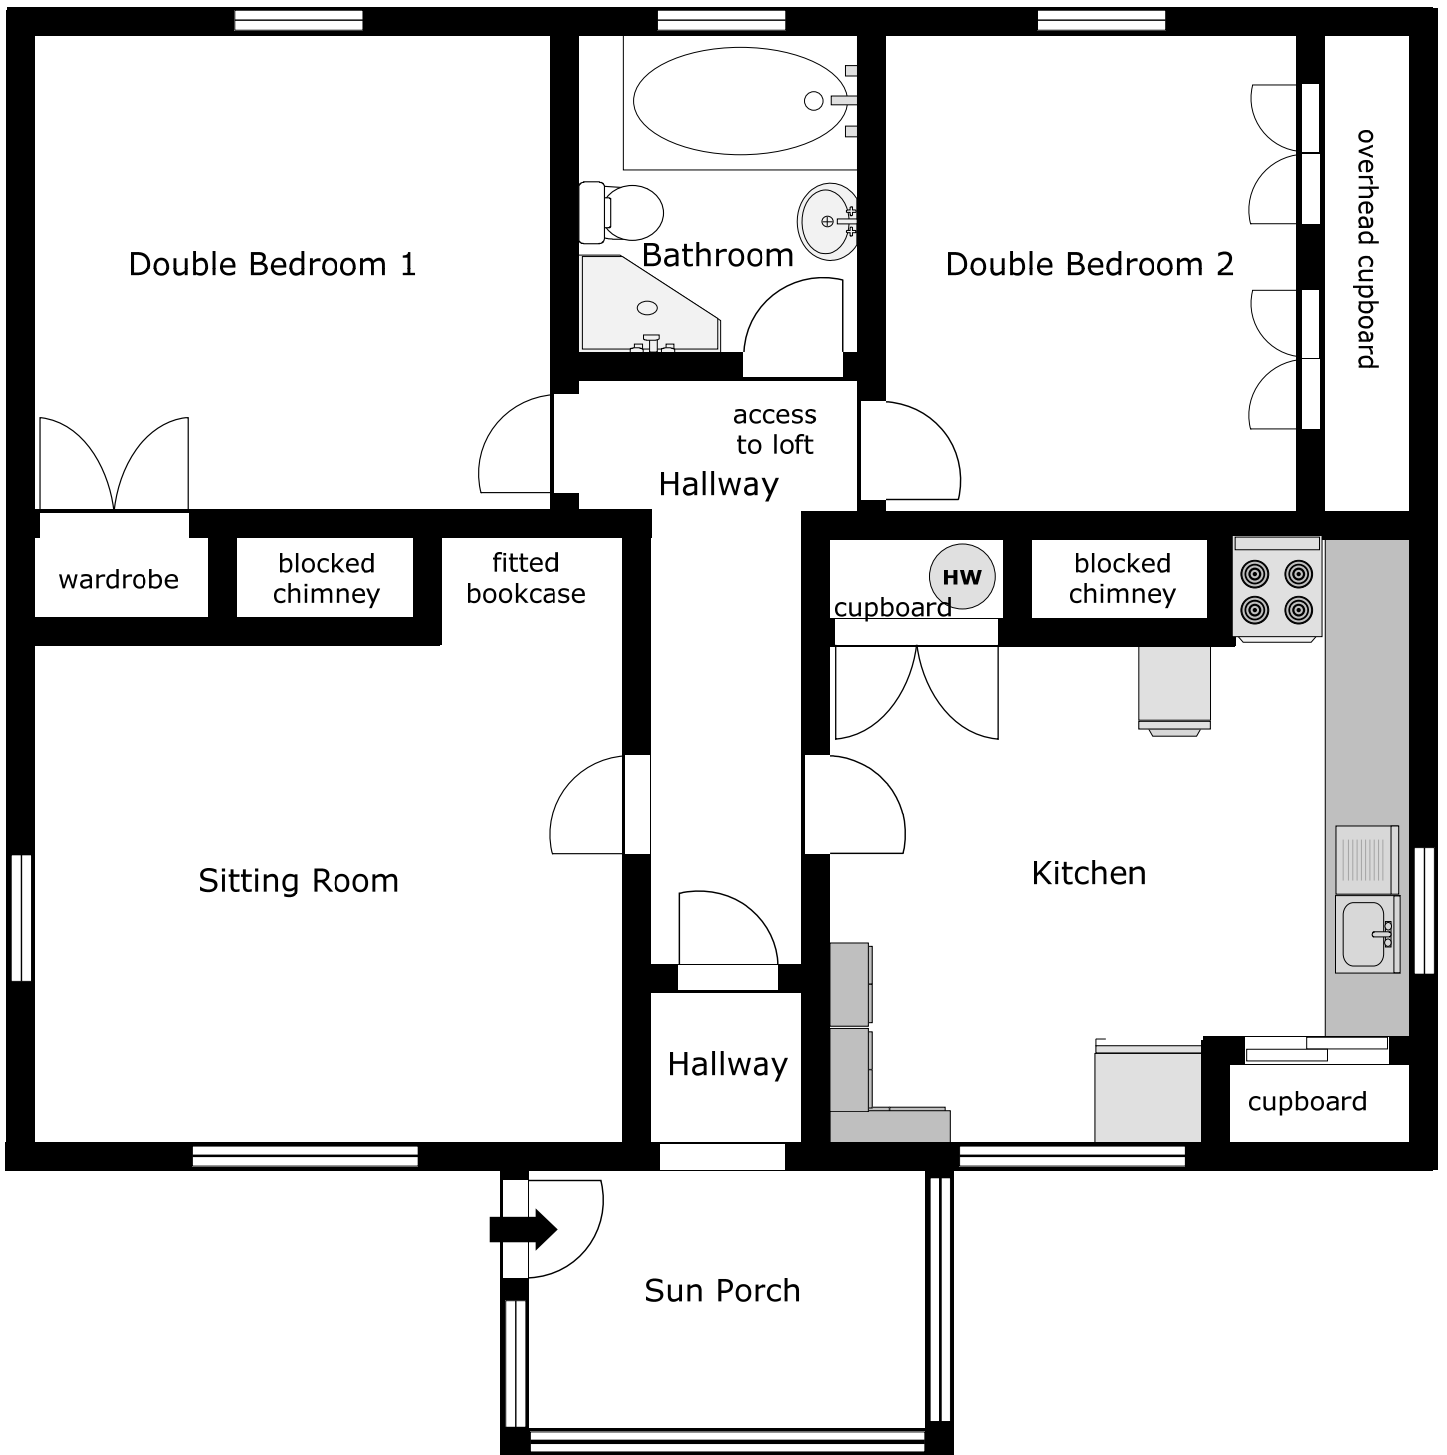 Double Bedroom 1
Bathroom
Double Bedroom 2
overhead cupboard
access
to loft
Hallway
wardrobe
blocked
chimney
fitted
bookcase
HW
cupboard
blocked
chimney
Sitting Room
Kitchen
Hallway
cupboard
Sun Porch